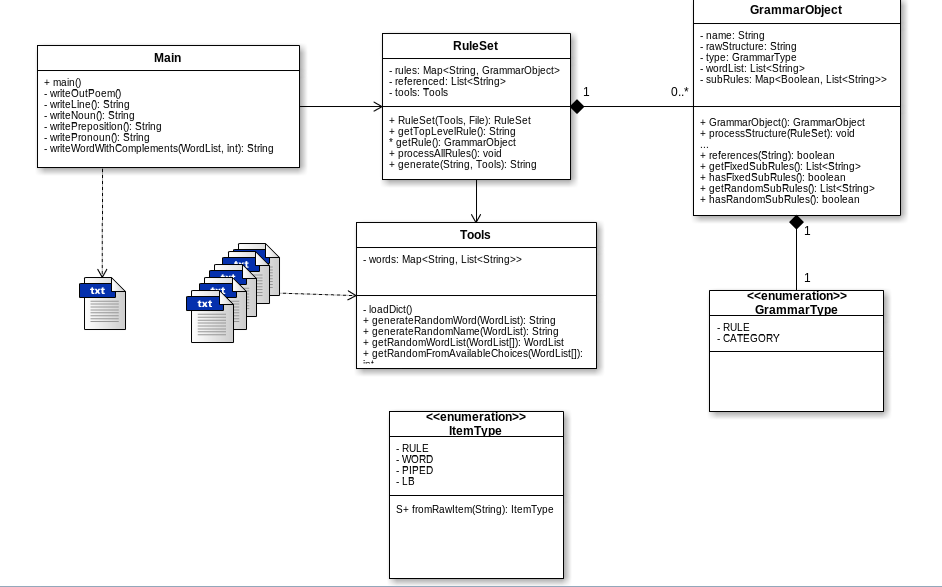 Main
+ main()
- writeOutPoem()
- writeLine(): String
- writeNoun(): String
- writePreposition(): String
- writePronoun(): String
- writeWordWithComplements(WordList, int): String
RuleSet
- rules: Map<String, GrammarObject>
- referenced: List<String>
- tools: Tools
+ RuleSet(Tools, File): RuleSet
+ getTopLevelRule(): String
* getRule(): GrammarObject
+ processAllRules(): void
+ generate(String, Tools): String
1
0..*
GrammarObject
- name: String
- rawStructure: String
- type: GrammarType
- wordList: List<String>
- subRules: Map<Boolean, List<String>>
+ GrammarObject(): GrammarObject
+ processStructure(RuleSet): void
...
+ references(String): boolean
+ getFixedSubRules(): List<String>
+ hasFixedSubRules(): boolean
+ getRandomSubRules(): List<String>
+ hasRandomSubRules(): boolean
1
1
txt
txt
txt
txt
txt
txt
Tools
- words: Map<String, List<String>>
- loadDict()
+ generateRandomWord(WordList): String
+ generateRandomName(WordList): String
+ getRandomWordList(WordList[]): WordList
+ getRandomFromAvailableChoices(WordList[]):
<<enumeration>>
GrammarType
- RULE
- CATEGORY
<<enumeration>>
ItemType
- RULE
- WORD
- PIPED
- LB
S+ fromRawItem(String): ItemType